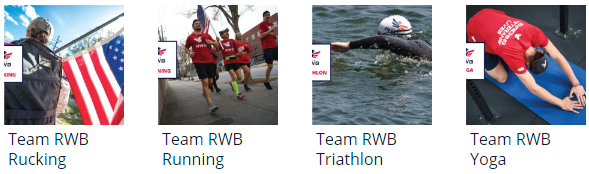 Team RWB
Rucking
Team RWB
Running
Team RWB
Triathlon
Team RWB
Yoga